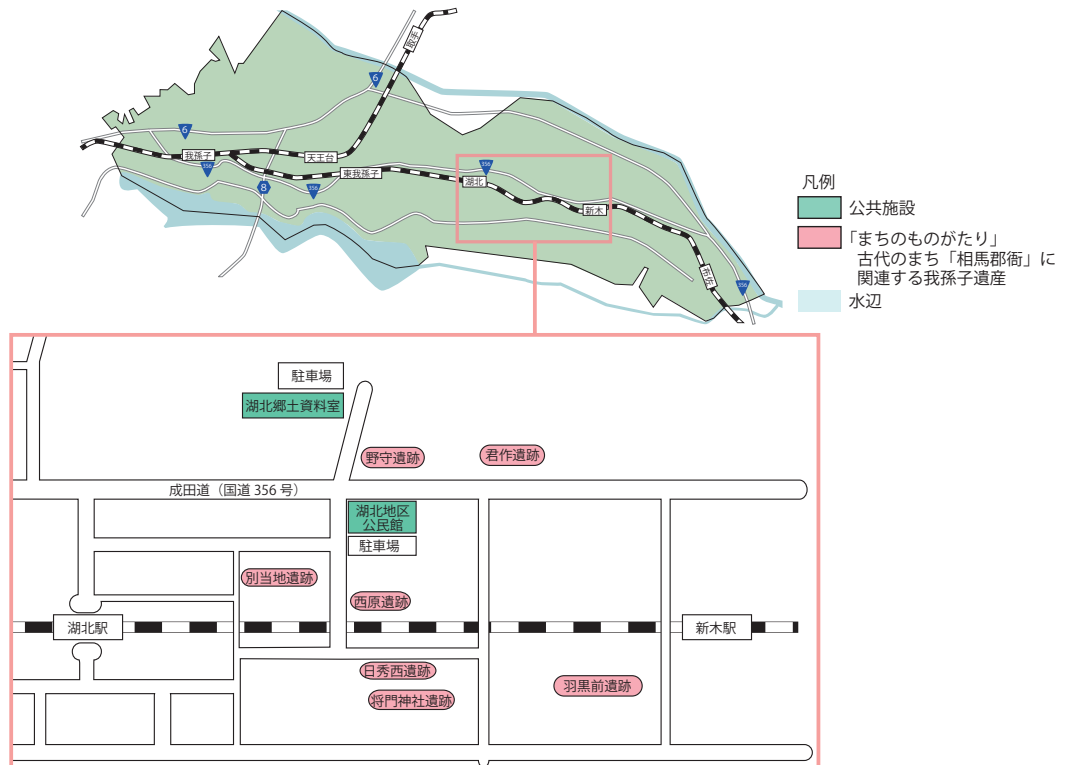 取手
6
6
我孫子
天王台
356
8
東我孫子
356
356
湖北
新木
布佐
356
凡例
公共施設
「まちのものがたり」
古代のまち「相馬郡衙」に
関連する我孫子遺産
水辺
駐車場
湖北郷土資料室
野守遺跡
君作遺跡
成田道（国道 356 号）
湖北地区
公民館
駐車場
別当地遺跡
西原遺跡
湖北駅
新木駅
日秀西遺跡
将門神社遺跡
羽黒前遺跡